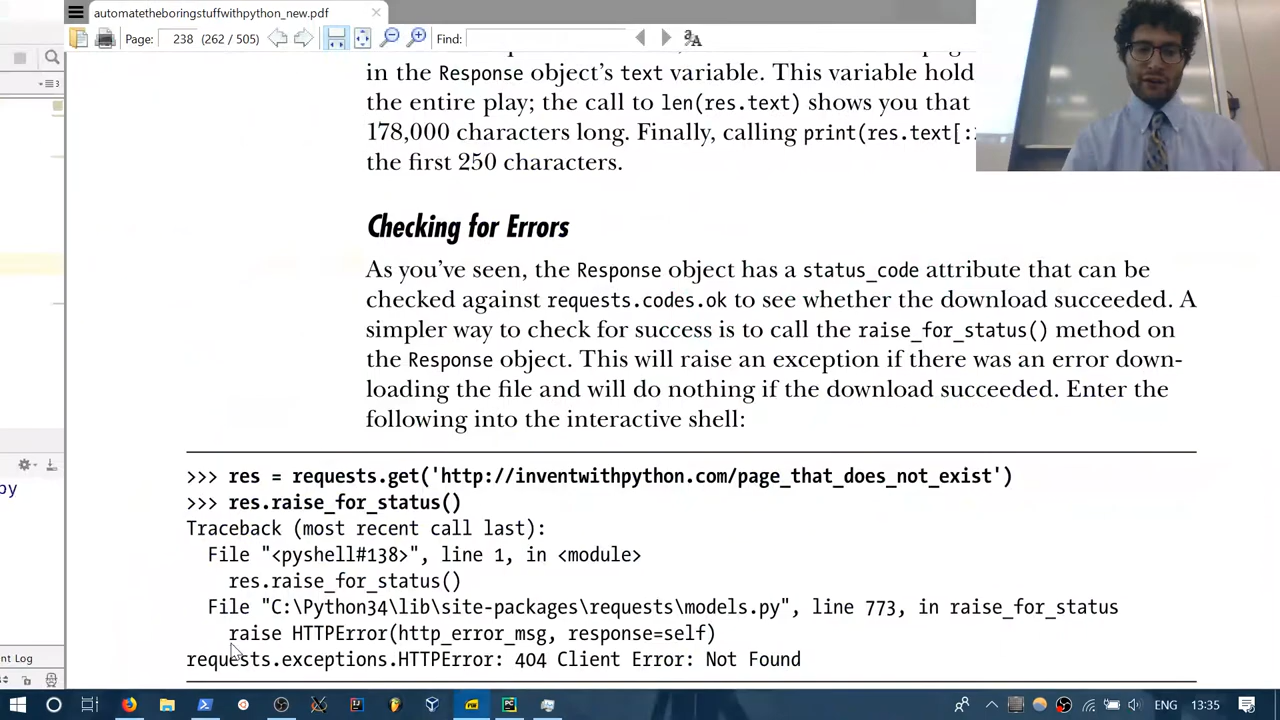 automatetheboringstuffwithpython_new.pdf
Page: 238 (262 / 505) Find:
in the Response object's text variable. This variable hold
the entire play; the call to len(res.text) shows you that
178,000 characters long. Finally, calling print(res.text[:
the first 250 characters.
Checking for Errors
As you've seen, the Response object has a status_code attribute that can be
checked against requests.codes.ok to see whether the download succeeded. A
simpler way to check for success is to call the raise_for_status() method on
the Response object. This will raise an exception if there was an error down-
loading the file and will do nothing if the download succeeded. Enter the
following into the interactive shell:
>>> res = requests.get('http://inventwithpython.com/page_that_does_not_exist')
>>> res.raise_for_status()
Traceback (most recent call last):
File "<pyshell#138>", line 1, in <module>
res.raise_for_status()
File "C:\Python34\lib\site-packages\requests\models.py", line 773, in raise_for_status
raise HTTPError(http_error_msg, response=self)
requests.exceptions.HTTPError: 404 Client Error: Not Found
py
nt Log
ENG 13:35